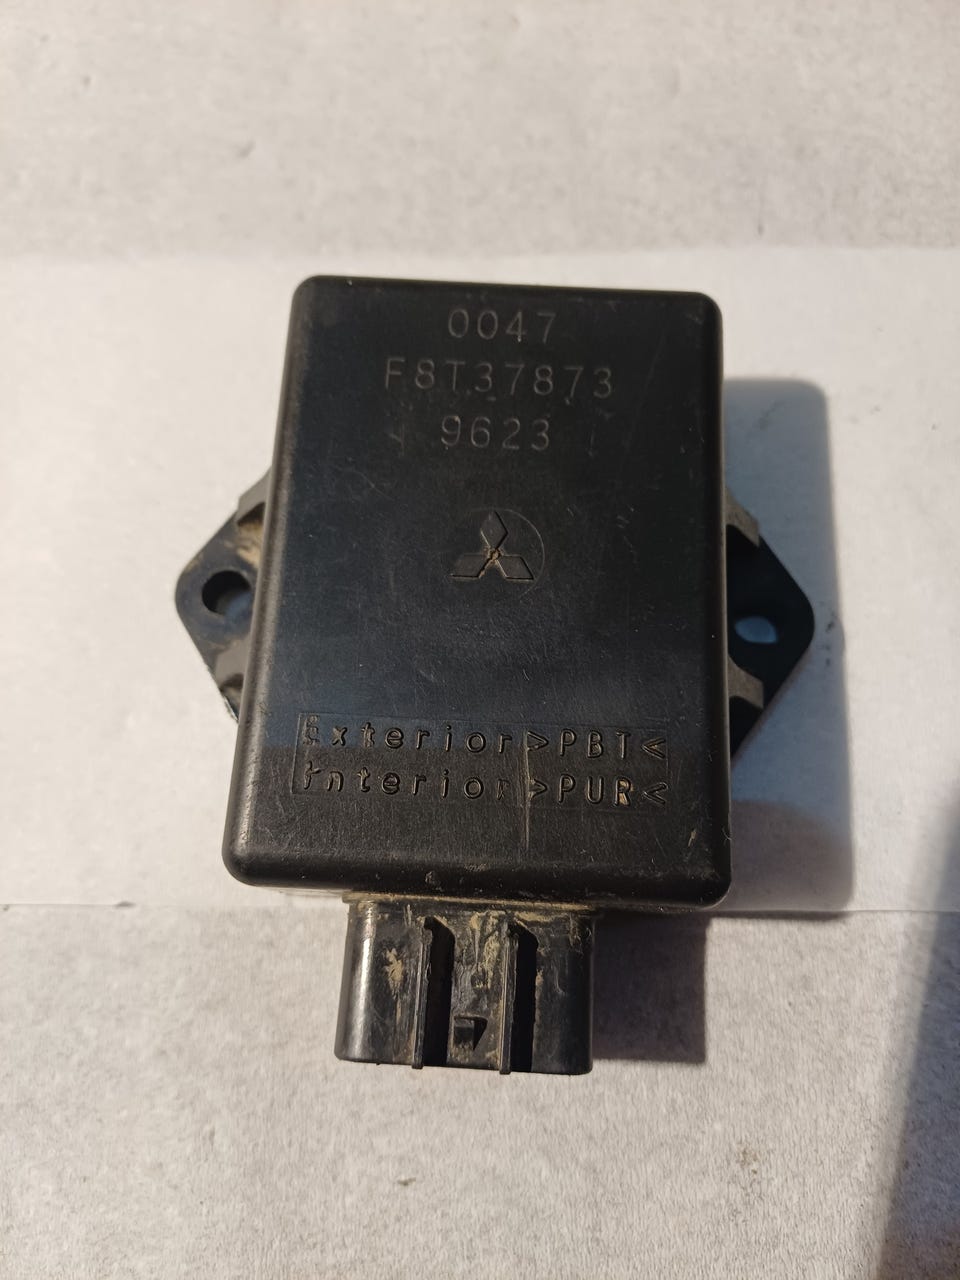 0047
F8T37873
9623
Exterior>PBT<
Interior>PUR<